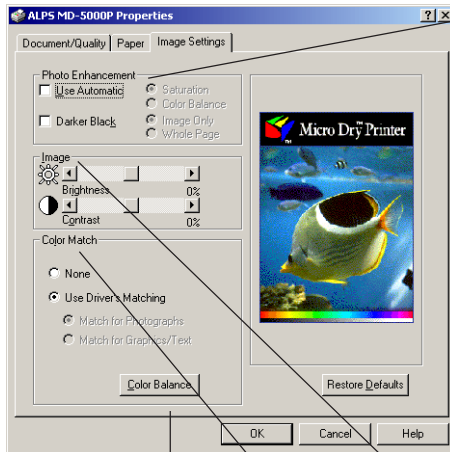 ALPS MD-5000P Properties
Document/Quality
Paper
Image Settings
Photo Enhancement
Use Automatic
Saturation
Color Balance
Darker Black
Image Only
Whole Page
Image
Brightness
0%
Contrast
0%
Color Match
None
Use Driver's Matching
Match for Photographs
Match for Graphics/Text
Color Balance
Micro Dry Printer
TM
Restore Defaults
OK
Cancel
Help